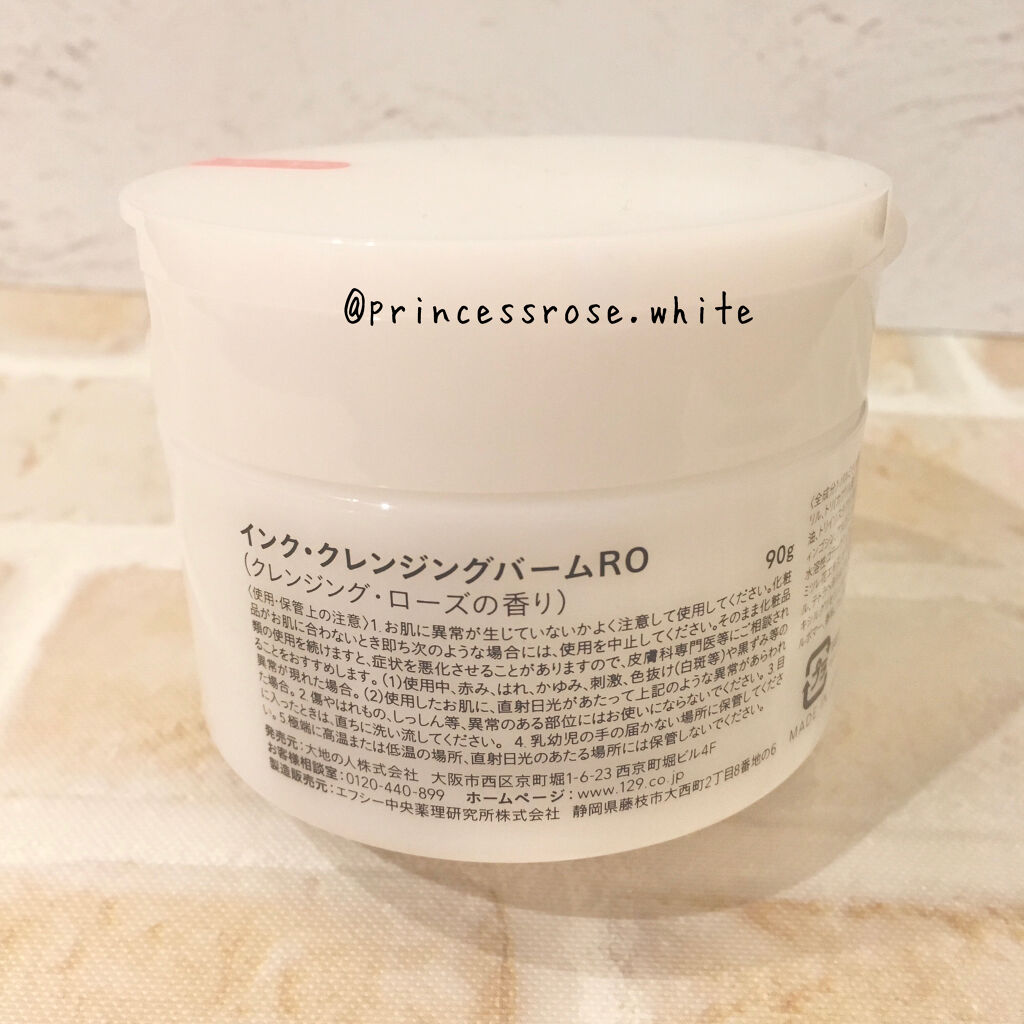 @princessrose.white
インク・クレンジングバームRO
90g
(クレンジング・ローズの香り)
〈使用・保管上の注意〉1. お肌に異常が生じていないかよく注意して使用してください。化粧
品がお肌に合わないとき即ち次のような場合には、使用を中止してください。そのまま化粧品
類の使用を続けますと、症状を悪化させることがありますので、皮膚科専門医等にご相談され
ることをおすすめします。(1)使用中、赤み、はれ、かゆみ、刺激、色抜け(白斑等)や黒ずみ等の
異常が現れた場合。(2)使用したお肌に、直射日光があたって上記のような異常があらわれ
た場合。2 傷やはれもの、しっしん等、異常のある部位にはお使いにならないでください。3 目
に入ったときは、直ちに洗い流してください。 4. 乳幼児の手の届かない場所に保管してくださ
い。5 極端に高温または低温の場所、直射日光のあたる場所には保管しないでください。
発売元:大地の人株式会社 大阪市西区京町堀1-6-23 西京町堀ビル4F
お客様相談室:0120-440-899 ホームページ:www.129.co.jp
製造販売元:エフシー中央薬理研究所株式会社 静岡県藤枝市大西町2丁目8番地の6
〈全成分〉